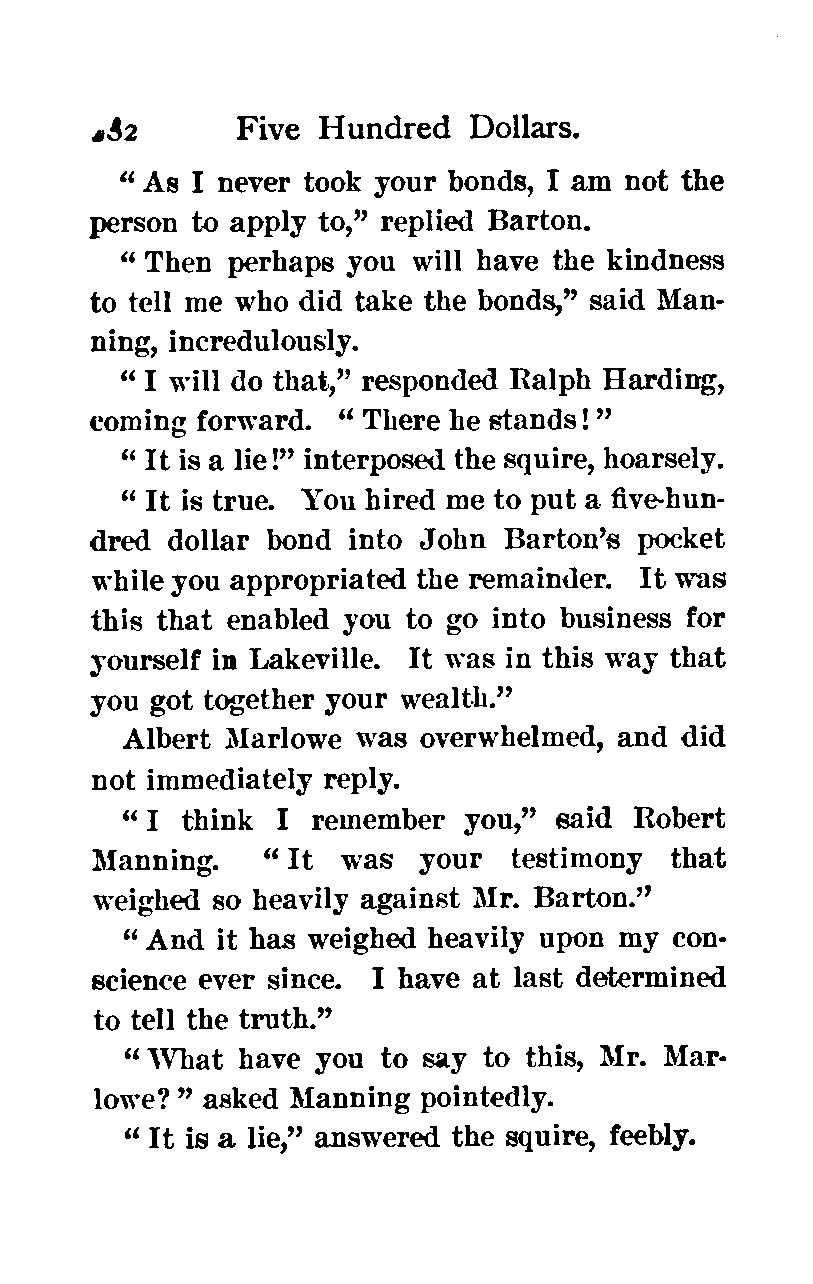 Five Hundred Dollars.
“ As I never took your bonds, I am not the
person to apply to,” replied Barton.
“ Then perhaps you will have the kindness
to tell me who did take the bonds,” said Man-
ning, incredulously.
“ I will do that,” responded Ralph Harding,
coming forward. “ There he stands! ”
“ It is a lie!” interposed the squire, hoarsely.
“ It is true. You hired me to put a five-hun-
dred dollar bond into John Barton’s pocket
while you appropriated the remainder. It was
this that enabled you to go into business for
yourself in Lakeville. It was in this way that
you got together your wealth.”
Albert Marlowe was overwhelmed, and did
not immediately reply.
“ I think I remember you,” said Robert
Manning. “ It was your testimony that
weighed so heavily against Mr. Barton.”
“ And it has weighed heavily upon my con-
science ever since. I have at last determined
to tell the truth.”
“ What have you to say to this, Mr. Mar-
lowe? ” asked Manning pointedly.
“ It is a lie,” answered the squire, feebly.